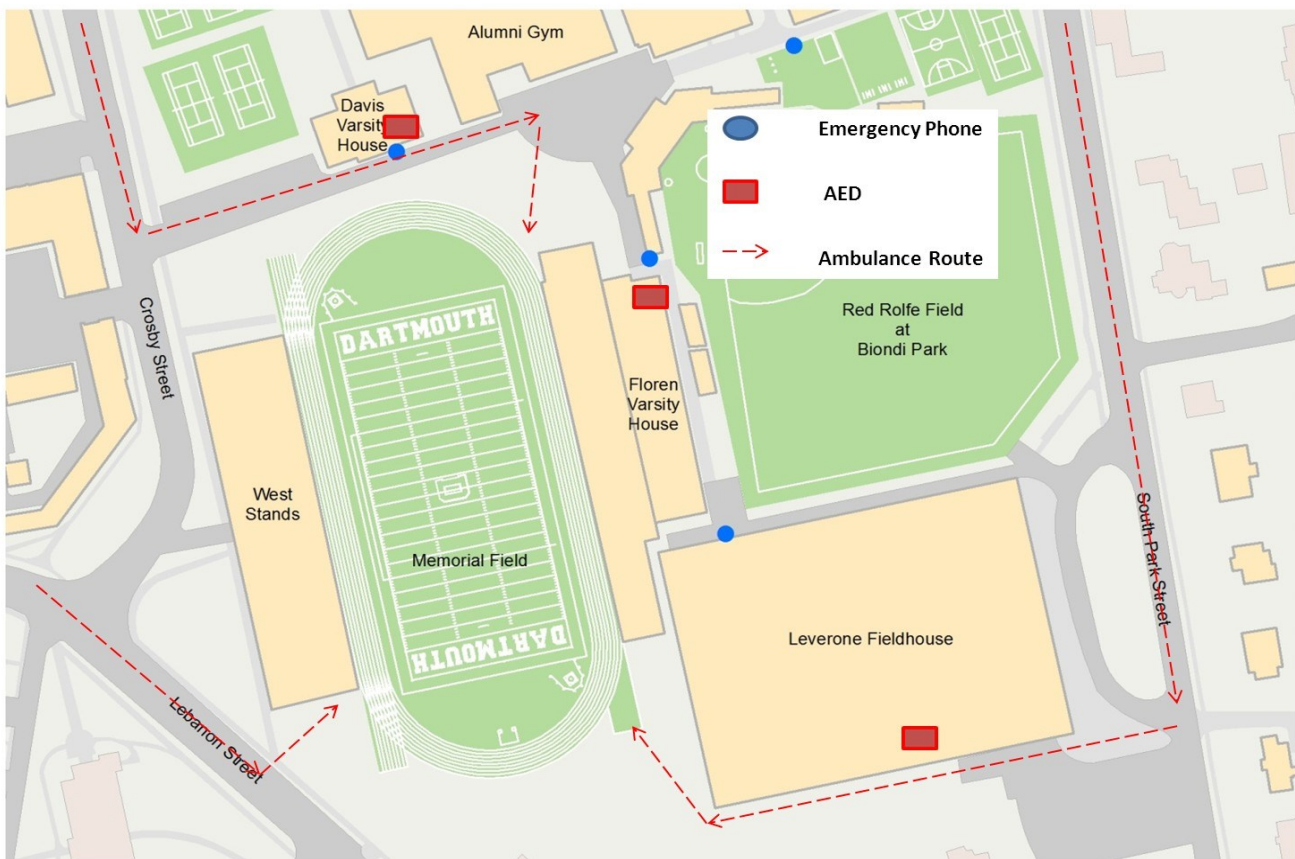 Alumni Gym
Davis
Varsity
House
Emergency Phone
AED
Ambulance Route
Crosby Street
DARTMOUTH
Red Rolfe Field
at
Biondi Park
Floren
Varsity
House
West
Stands
Memorial Field
South Park Street
DARTMOUTH
Leverone Fieldhouse
Lebanon Street